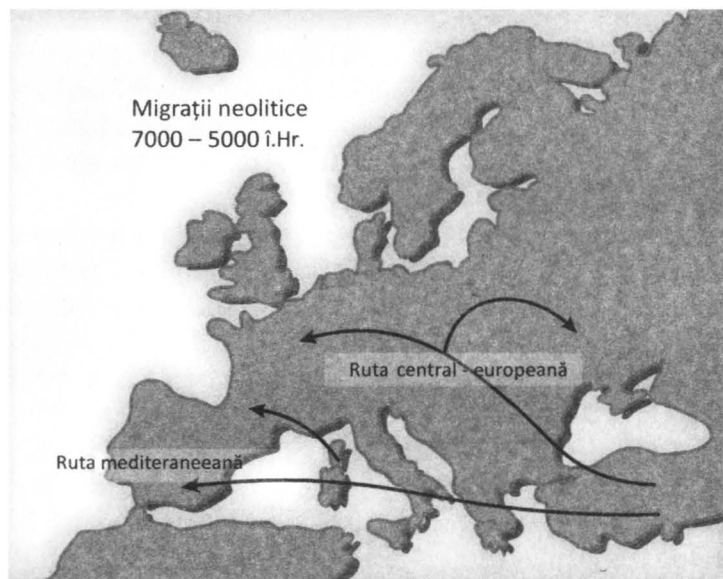 Migrații neolitice
7000 – 5000 î.Hr.
Ruta central - europeană
Ruta mediteraneeană